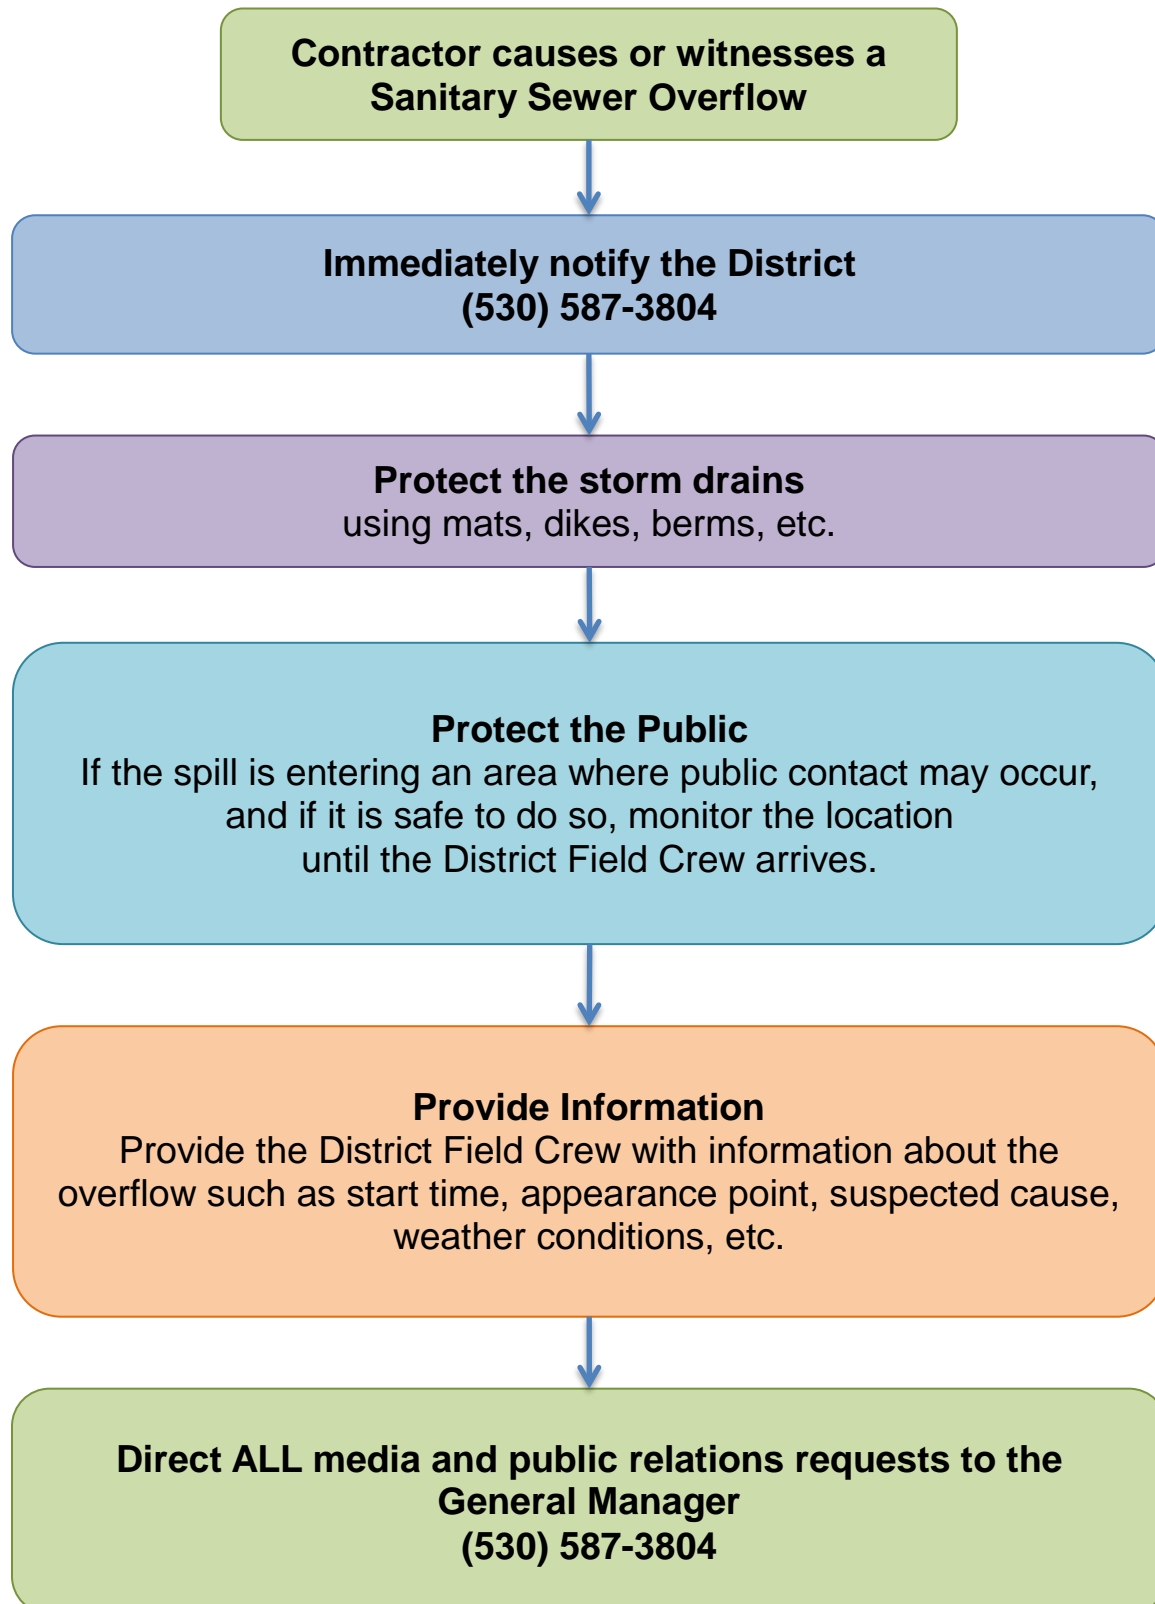 Contractor causes or witnesses a
Sanitary Sewer Overflow
Immediately notify the District
(530) 587-3804
Protect the storm drains
using mats, dikes, berms, etc.
Protect the Public
If the spill is entering an area where public contact may occur,
and if it is safe to do so, monitor the location
until the District Field Crew arrives.
Provide Information
Provide the District Field Crew with information about the
overflow such as start time, appearance point, suspected cause,
weather conditions, etc.
Direct ALL media and public relations requests to the
General Manager
(530) 587-3804